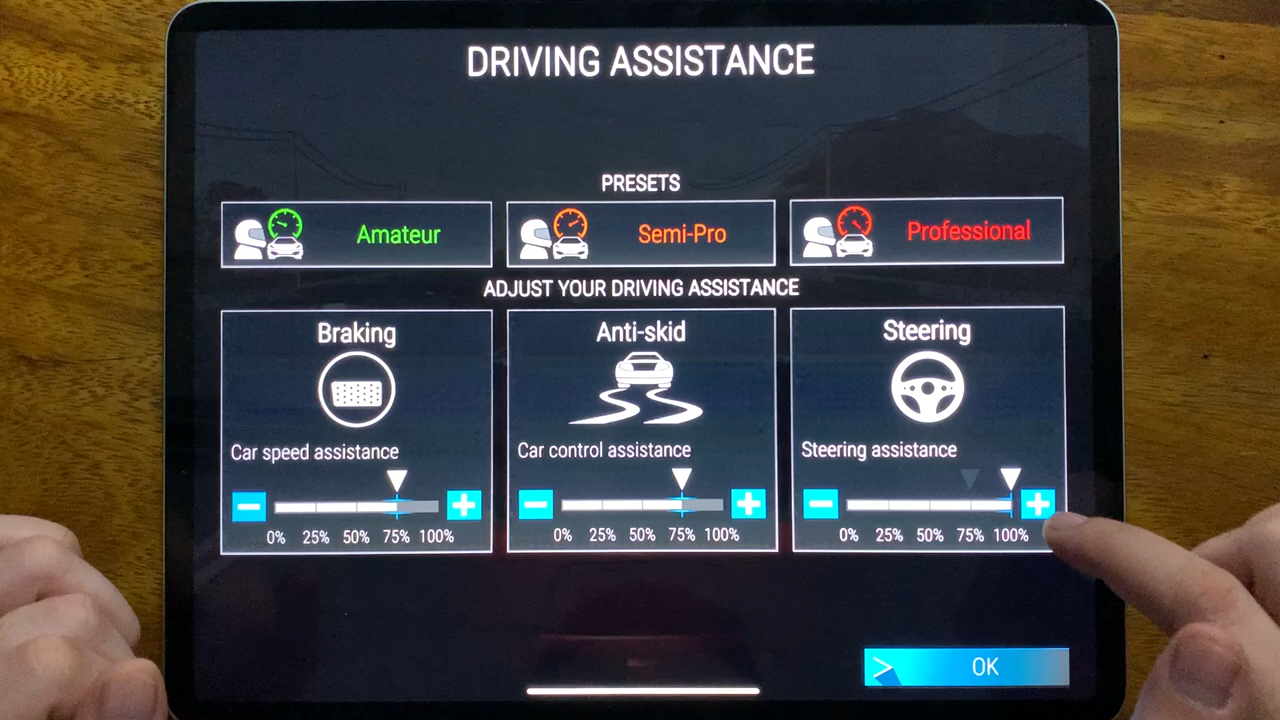 DRIVING ASSISTANCE
PRESETS
Amateur
Semi-Pro
Professional
ADJUST YOUR DRIVING ASSISTANCE
Braking
Car speed assistance
0% 25% 50% 75% 100%
Anti-skid
Car control assistance
0% 25% 50% 75% 100%
Steering
Steering assistance
0% 25% 50% 75% 100%
OK